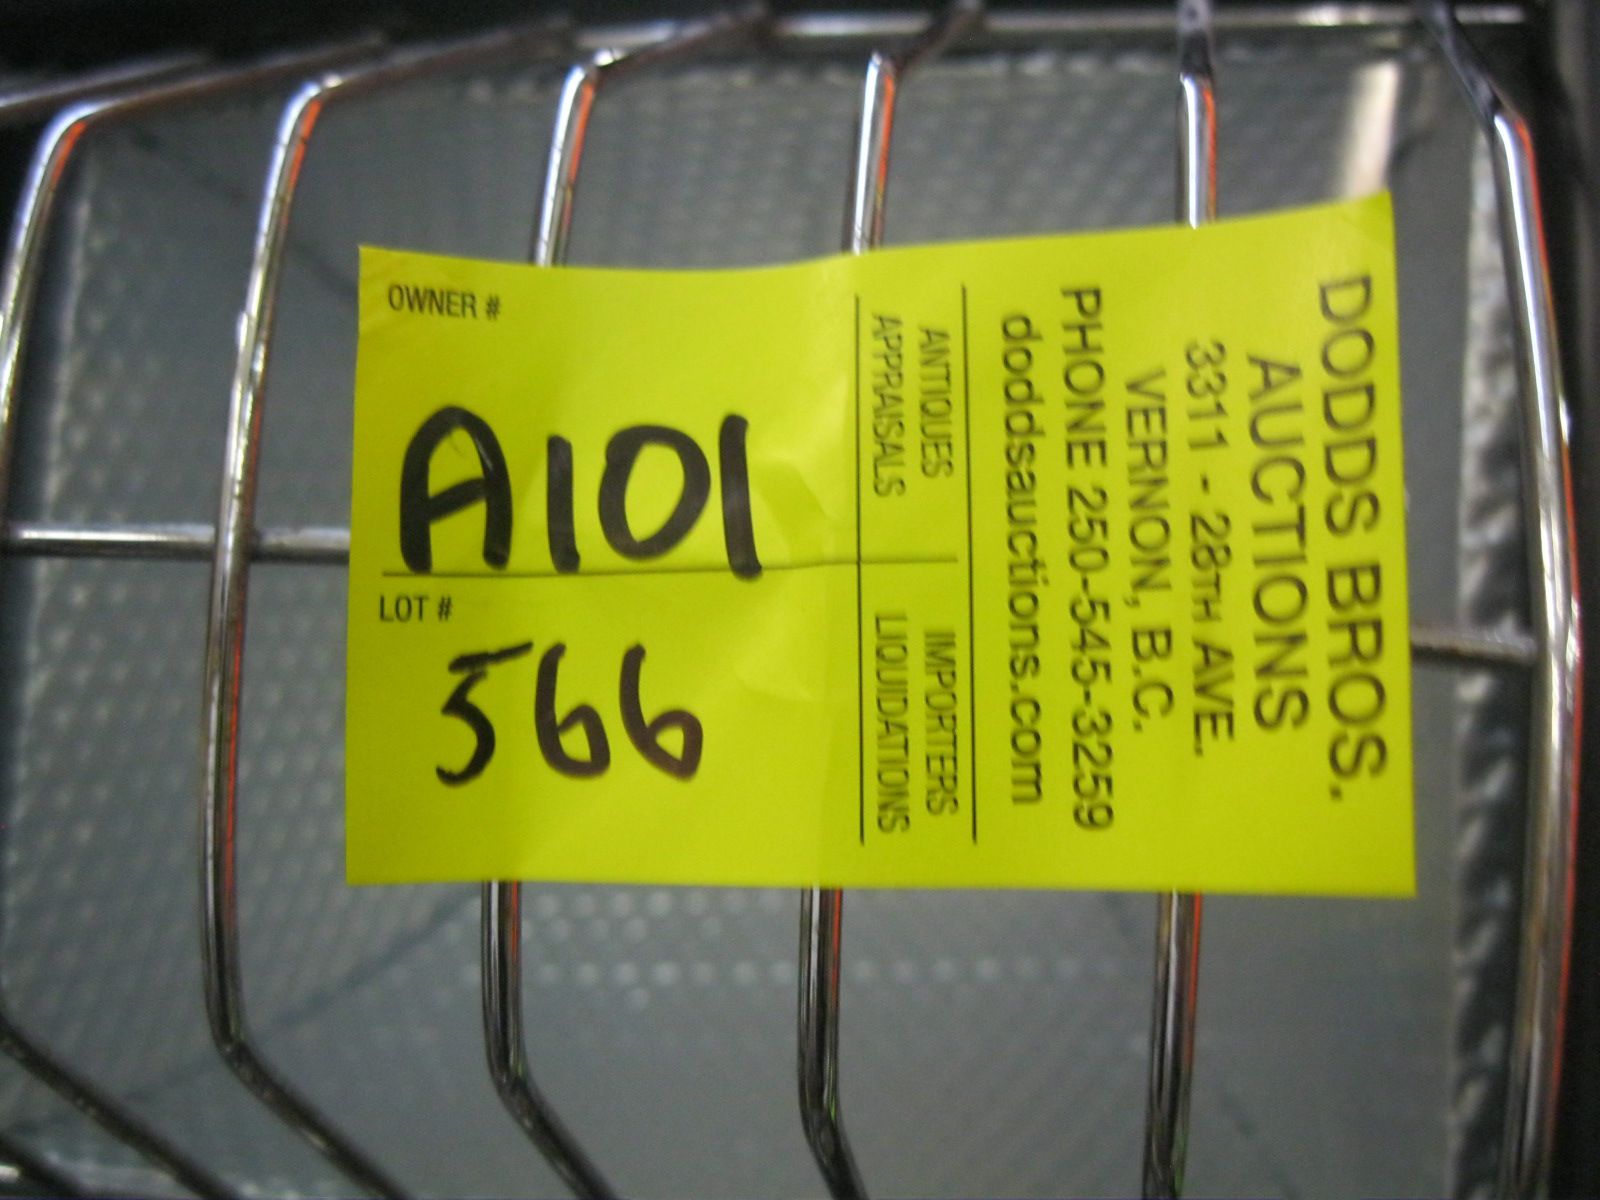 DODDS BROS.
AUCTIONS
3311 - 28TH AVE.
VERNON, B.C.
PHONE 250-545-3259
doddsauctions.com
ANTIQUES
APPRAISALS
IMPORTERS
LIQUIDATIONS
OWNER #
A101
LOT #
566